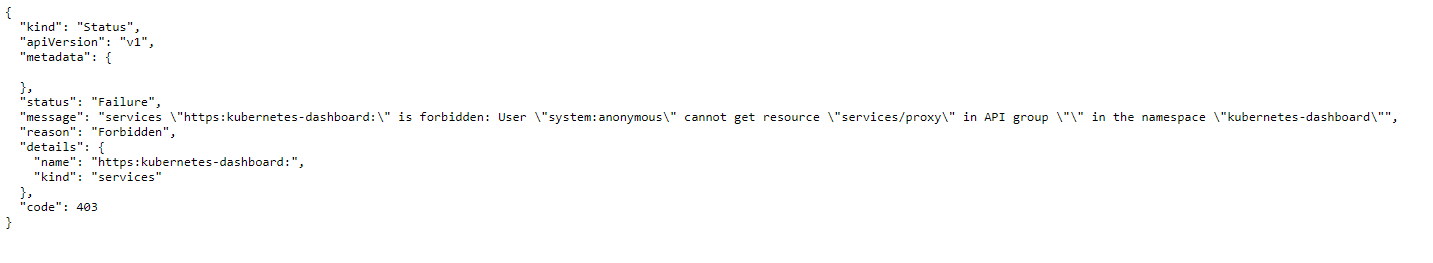 {
  "kind": "Status",
  "apiVersion": "v1",
  "metadata": {

  },
  "status": "Failure",
  "message": "services \"https:kubernetes-dashboard:\" is forbidden: User \"system:anonymous\" cannot get resource \"services/proxy\" in API group \"\" in the namespace \"kubernetes-dashboard\"",
  "reason": "Forbidden",
  "details": {
    "name": "https:kubernetes-dashboard:",
    "kind": "services"
  },
  "code": 403
}